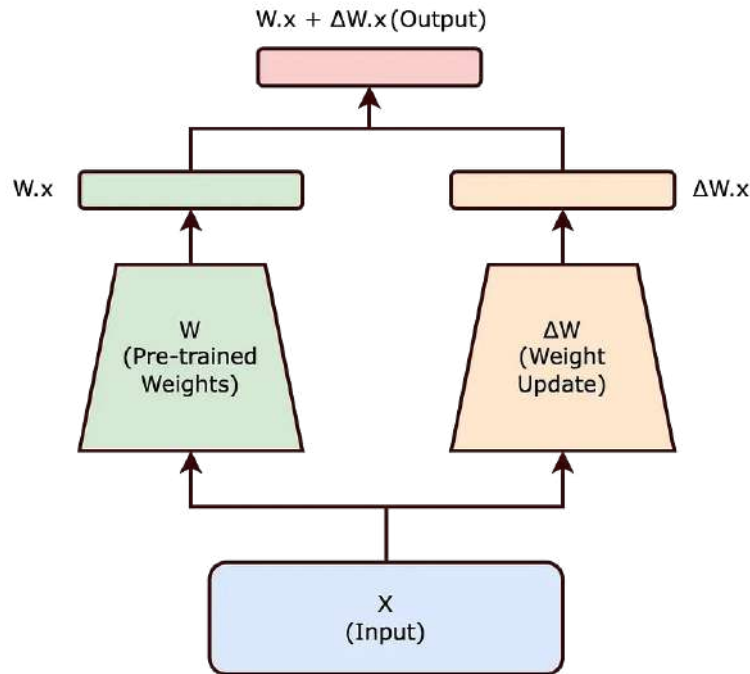 W.x + ΔW.x(Output)
W.x
ΔW.x
W
(Pre-trained
Weights)
ΔW
(Weight
Update)
X
(Input)